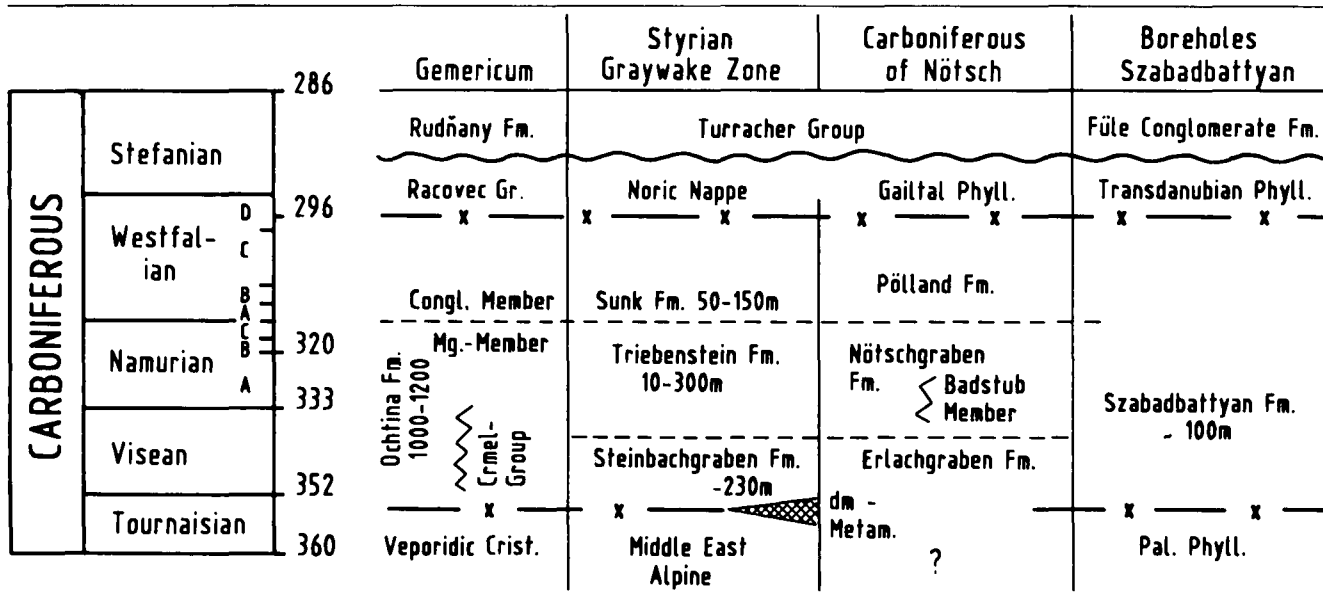 Gemericum
Styrian
Graywake Zone
Carboniferous
of Nötsch
Boreholes
Szabadbattyan
CARBONIFEROUS
Stefanian
Westfal-
ian
D
C
B
A
Namurian
C
B
A
Visean
Tournaisian
286
296
320
333
352
360
Rudňany Fm.
Turracher Group
Füle Conglomerate Fm.
Racovec Gr.
Noric Nappe
Gailtal Phyll.
Transdanubian Phyll.
x x x x x x x
Congl. Member
Sunk Fm. 50-150m
Pölland Fm.
Mg.-Member
Ochtina Fm.
1000-1200
Crmel-
Group
Triebenstein Fm.
10-300m
Nötschgraben
Fm.
Badstub
Member
Szabadbattyan Fm.
- 100m
Steinbachgraben Fm.
-230m
Erlachgraben Fm.
x x x x
dm -
Metam.
Veporidic Crist.
Middle East
Alpine
?
Pal. Phyll.